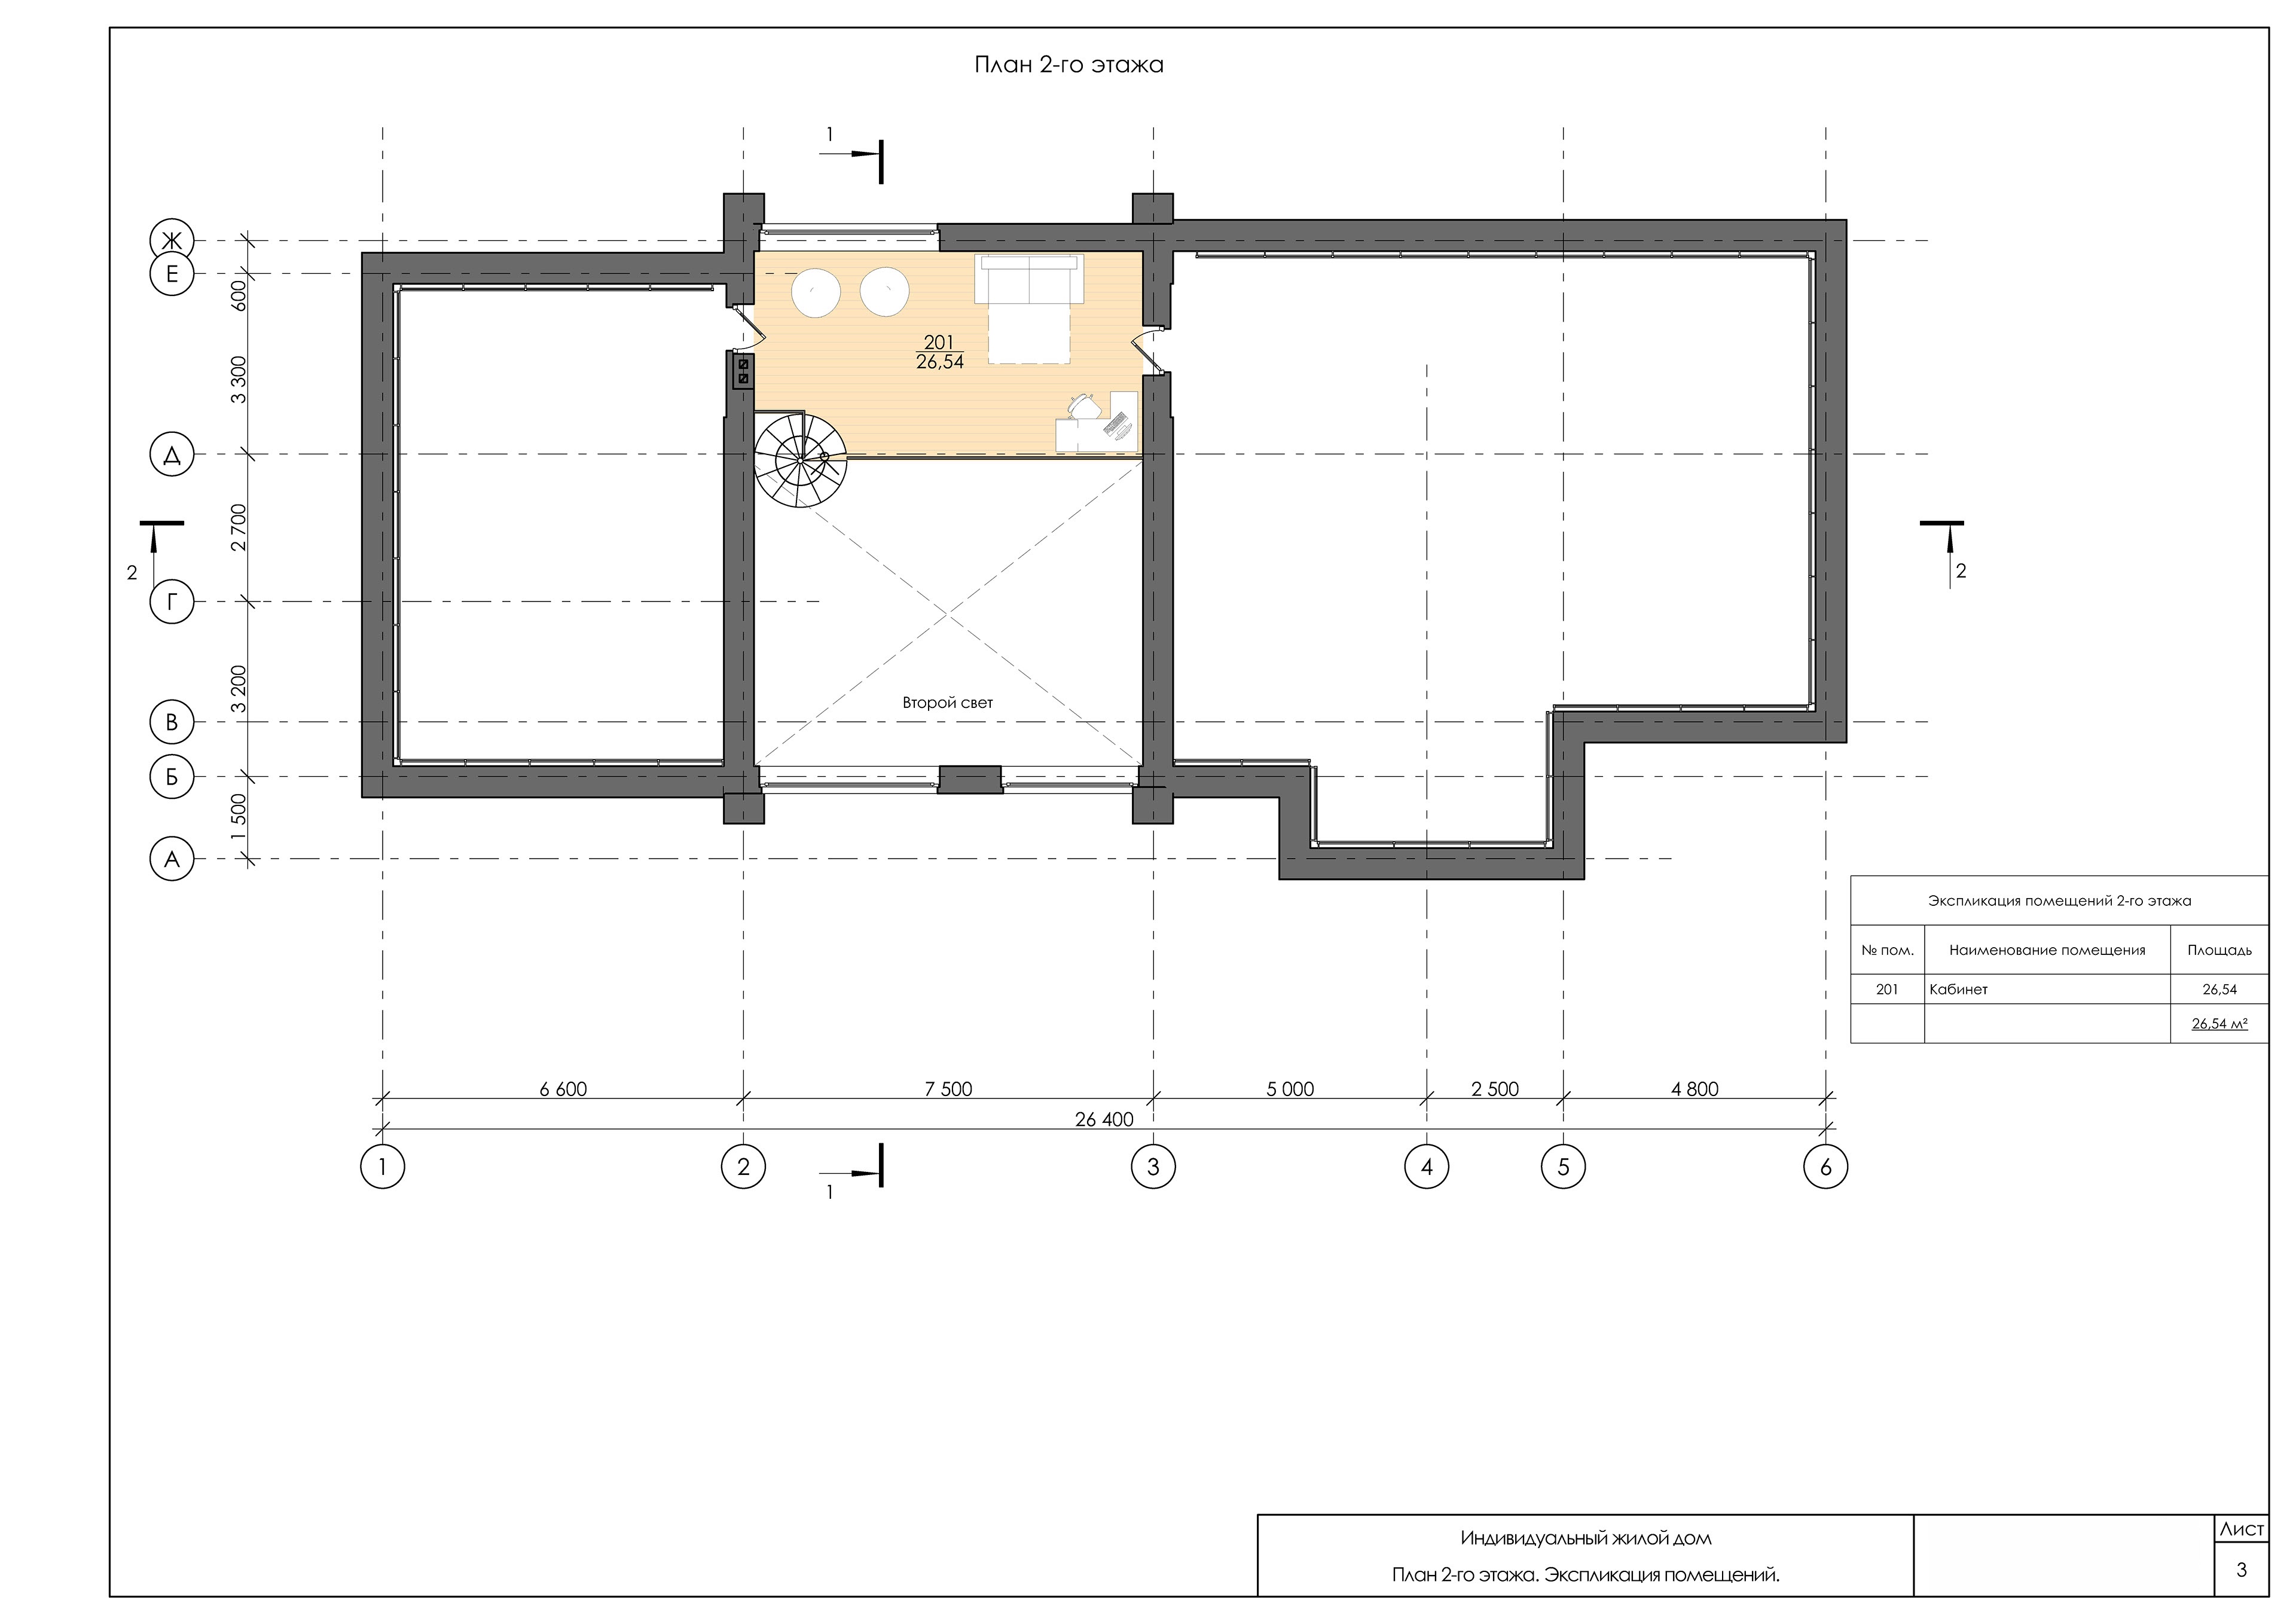 План 2-го этажа
1
Ж
Е
600
3 300
201
26,54
Д
2 700
2
2
Г
3 200
Второй свет
В
Б
1 500
А
Экспликация помещений 2-го этажа
№ пом. Наименование помещения Площадь
201 Кабинет 26,54
26,54 м²
6 600 7 500 5 000 2 500 4 800
26 400
1 2 3 4 5 6
1
Индивидуальный жилой дом
План 2-го этажа. Экспликация помещений.
Лист
3